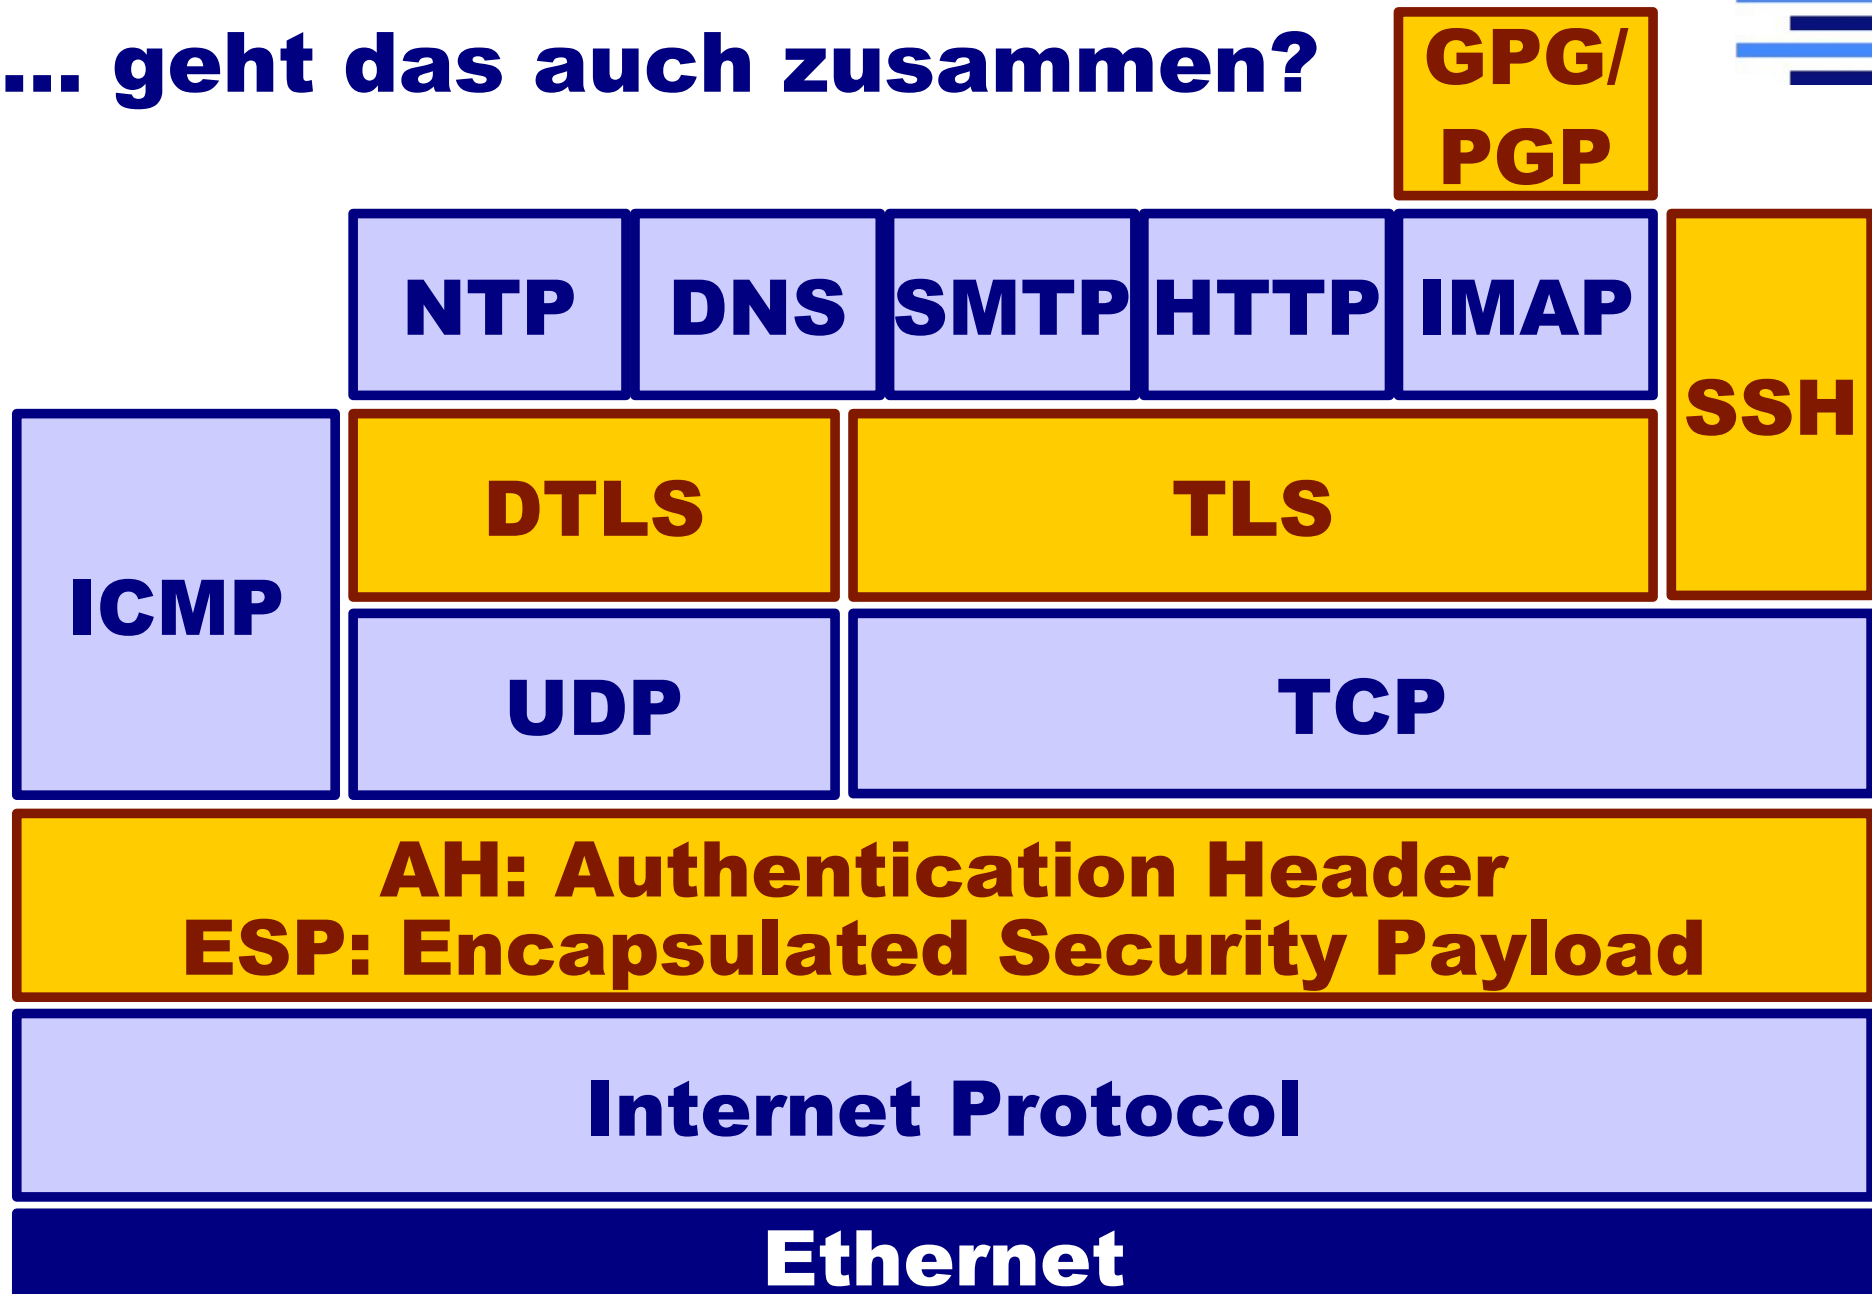 ... geht das auch zusammen?
GPG/
PGP
NTP
DNS
SMTP
HTTP
IMAP
SSH
DTLS
TLS
ICMP
UDP
TCP
AH: Authentication Header
ESP: Encapsulated Security Payload
Internet Protocol
Ethernet